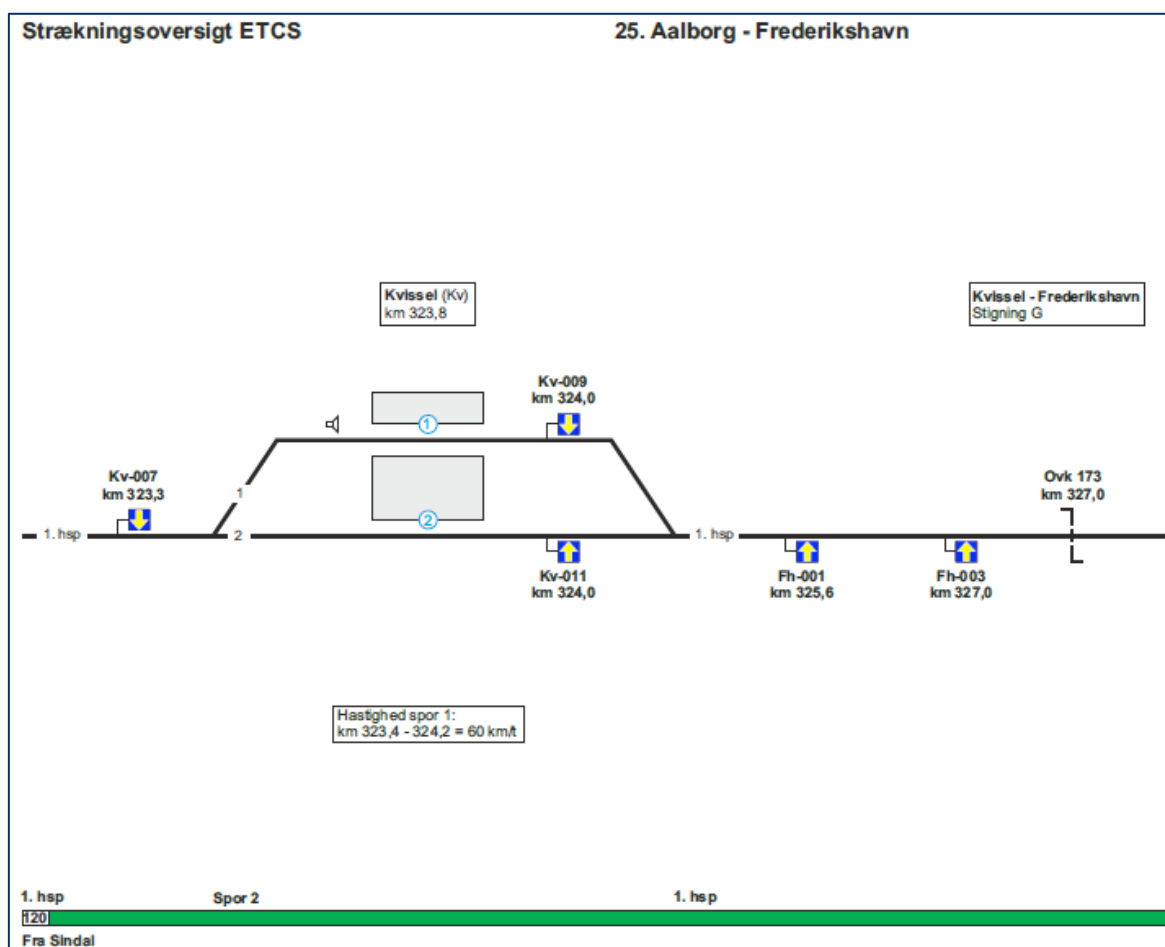 Strækningsoversigt ETCS
25. Aalborg - Frederikshavn
Kvissel (Kv)
km 323,8
Kvissel - Frederikshavn
Stigning G
Kv-009
km 324,0
1
Kv-007
km 323,3
1
Ovk 173
km 327,0
2
1. hsp
2
1. hsp
Kv-011
km 324,0
Fh-001
km 325,6
Fh-003
km 327,0
Hastighed spor 1:
km 323,4 - 324,2 = 60 km/t
1. hsp
Spor 2
1. hsp
120
Fra Sindal